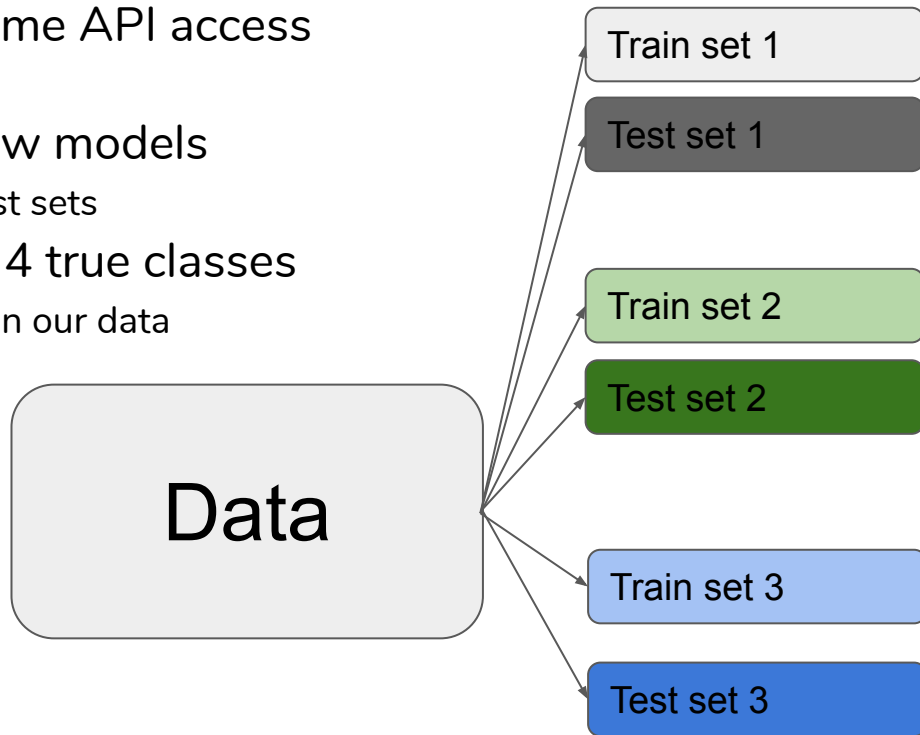 me API access
w models
st sets
4 true classes
n our data
Data
Train set 1
Test set 1
Train set 2
Test set 2
Train set 3
Test set 3